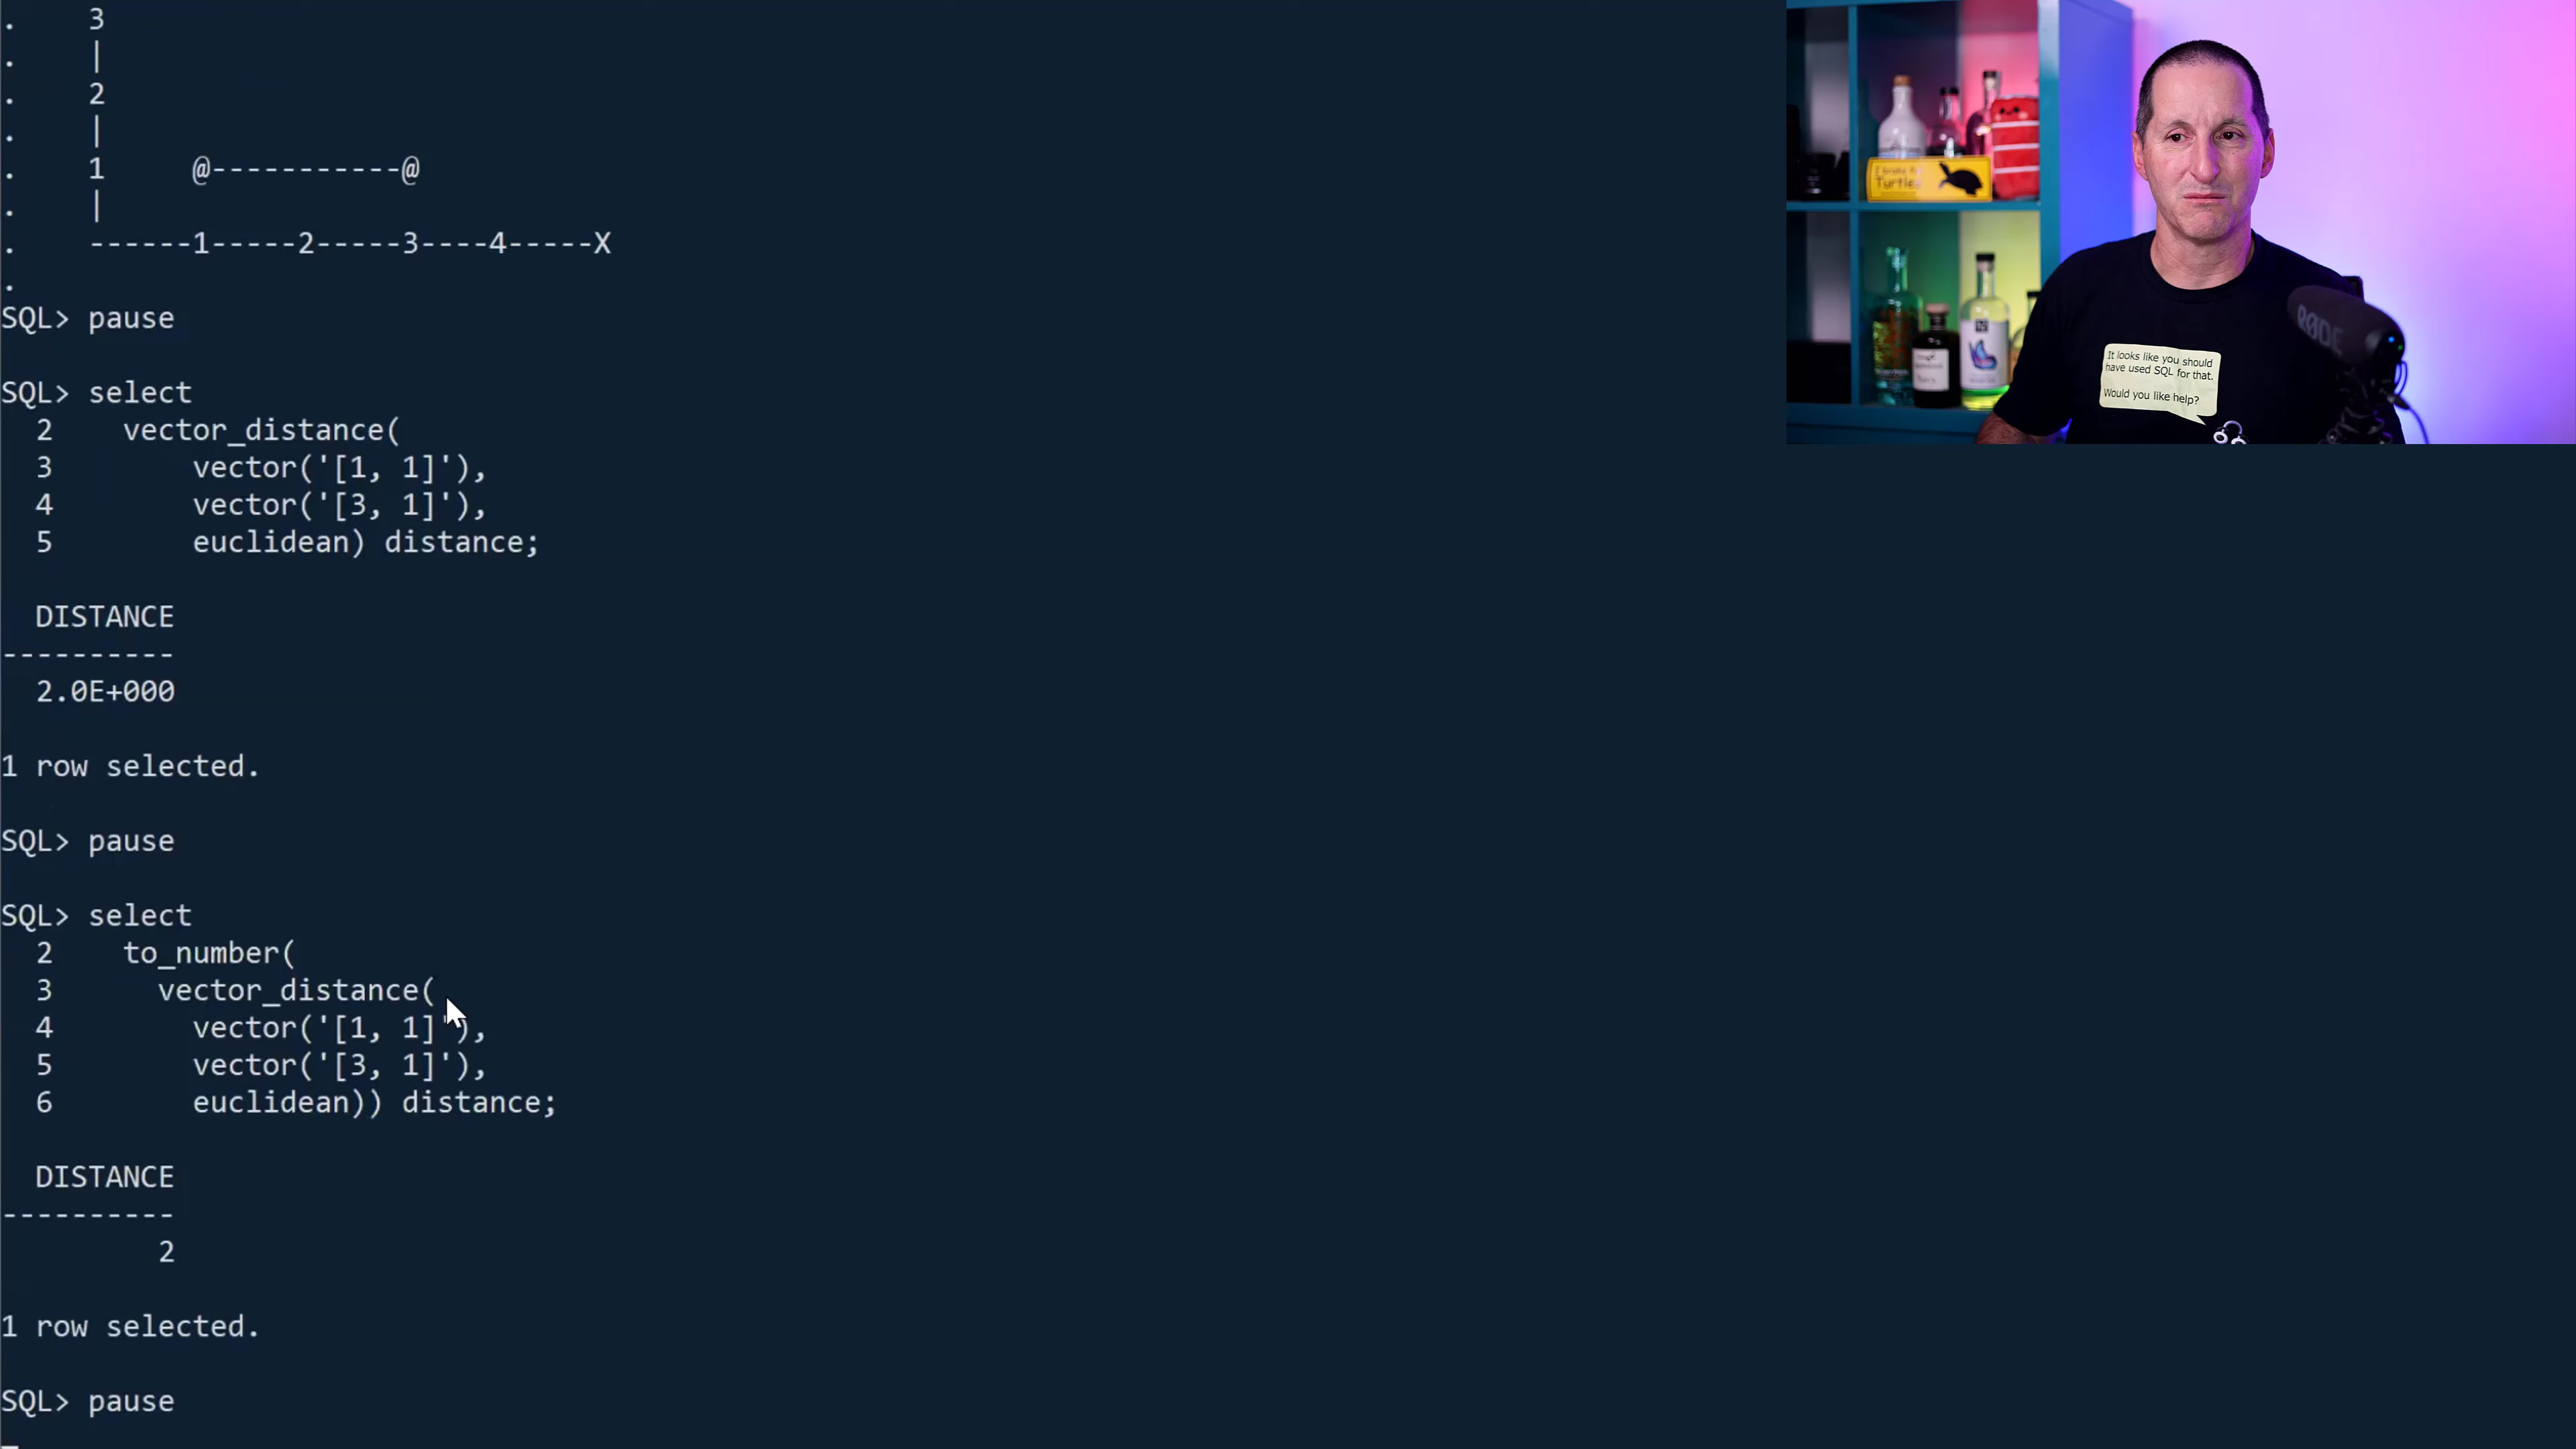 .    3
.    |
.    2
.    |
.    1     @-----------@
.    |
.    ------1-----2-----3----4-----X
.
SQL> pause
SQL> select
  2    vector_distance(
  3        vector('[1, 1]'),
  4        vector('[3, 1]'),
  5        euclidean) distance;
  DISTANCE
----------
  2.0E+000
1 row selected.
SQL> pause
SQL> select
  2    to_number(
  3      vector_distance(
  4        vector('[1, 1]'),
  5        vector('[3, 1]'),
  6        euclidean)) distance;
  DISTANCE
----------
         2
1 row selected.
SQL> pause
Turtles
RØDE
It looks like you should
have used SQL for that.
Would you like help?